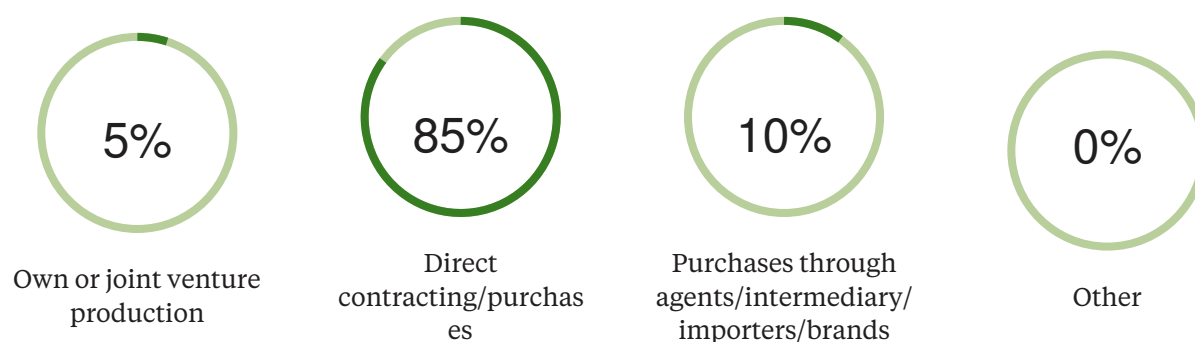 5%
Own or joint venture
production
85%
Direct
contracting/purchas
es
10%
Purchases through
agents/intermediary/
importers/brands
0%
Other